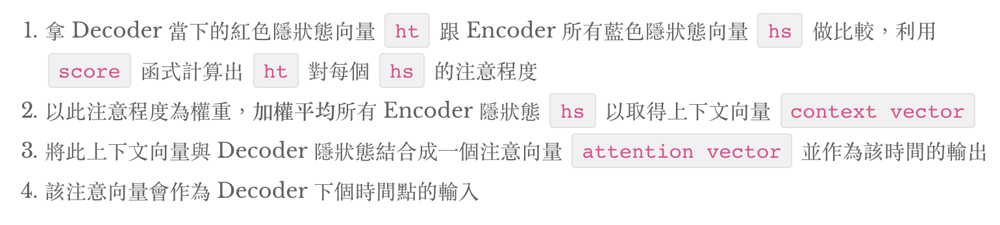 1. 拿 Decoder 當下的紅色隱狀態向量 ht 跟 Encoder 所有藍色隱狀態向量 hs 做比較，利用
score 函式計算出 ht 對每個 hs 的注意程度
2. 以此注意程度為權重，加權平均所有 Encoder 隱狀態 hs 以取得上下文向量 context vector
3. 將此上下文向量與 Decoder 隱狀態結合成一個注意向量 attention vector 並作為該時間的輸出
4. 該注意向量會作為 Decoder 下個時間點的輸入